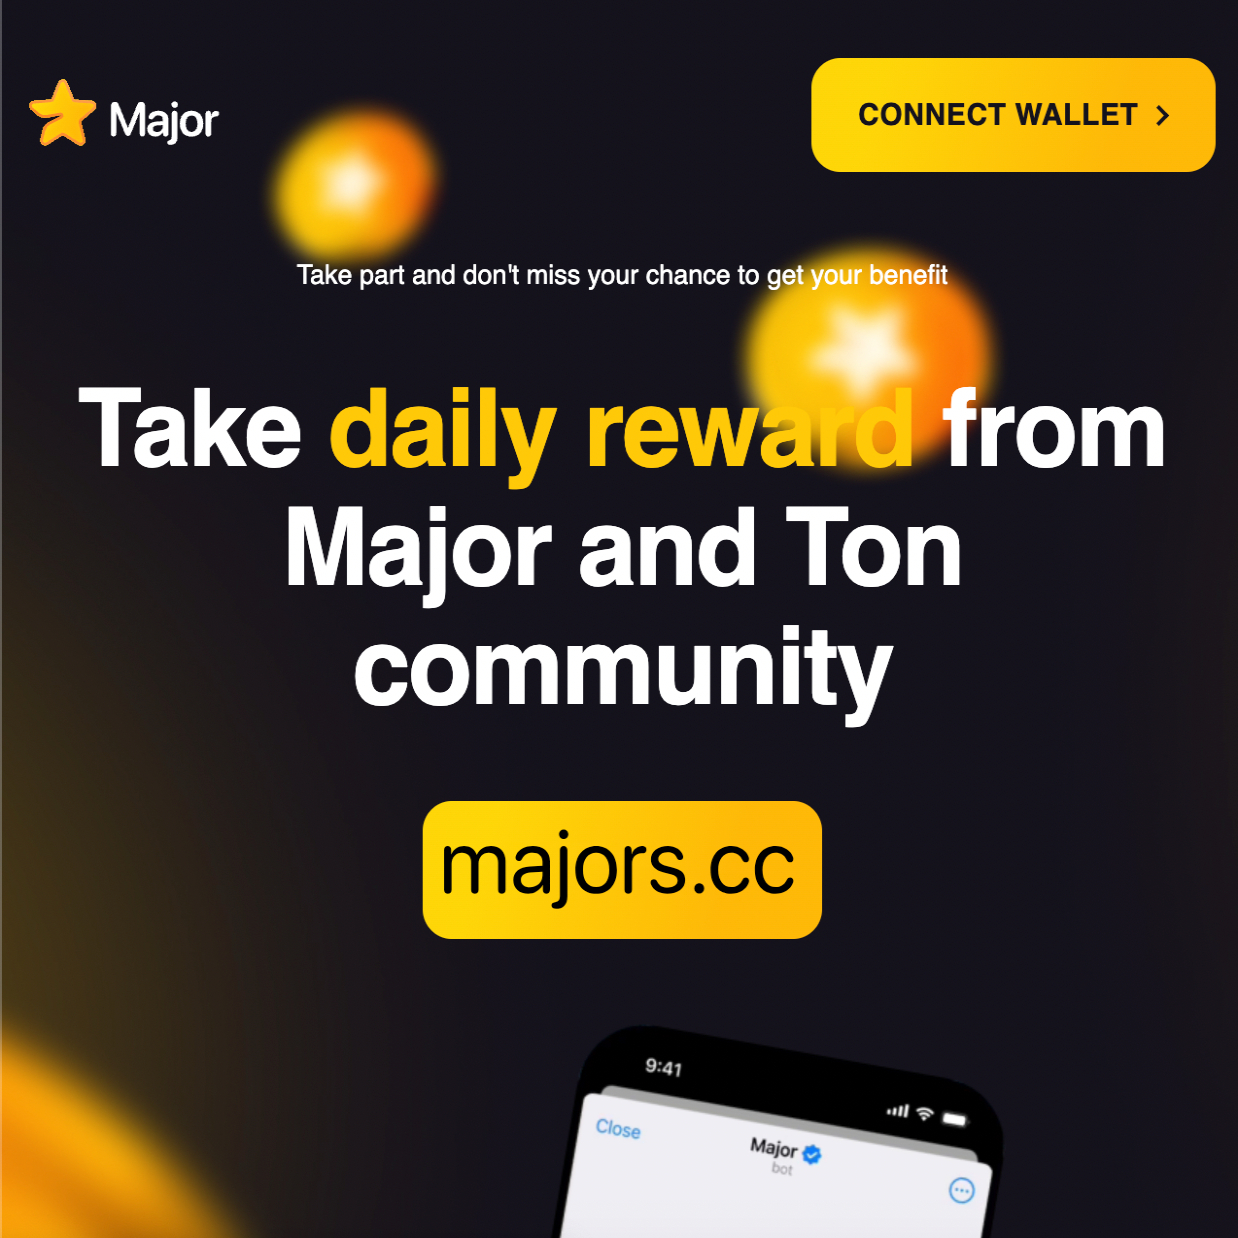 Major
CONNECT WALLET >
Take part and don't miss your chance to get your benefit
Take daily reward from
Major and Ton
community
majors.cc
9:41
Close
Major
bot